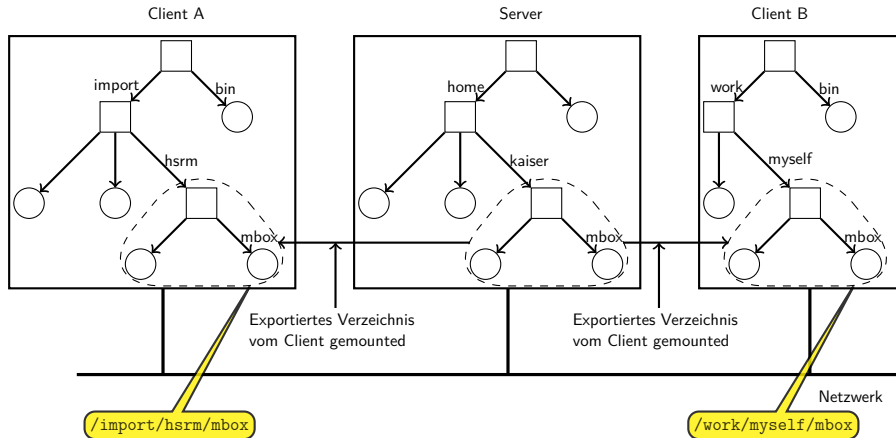 Client A
Server
Client B
import
bin
home
work
bin
hsrm
kaiser
myself
mbox
mbox
mbox
Exportiertes Verzeichnis
vom Client gemounted
Exportiertes Verzeichnis
vom Client gemounted
Netzwerk
/import/hsrm/mbox
/work/myself/mbox